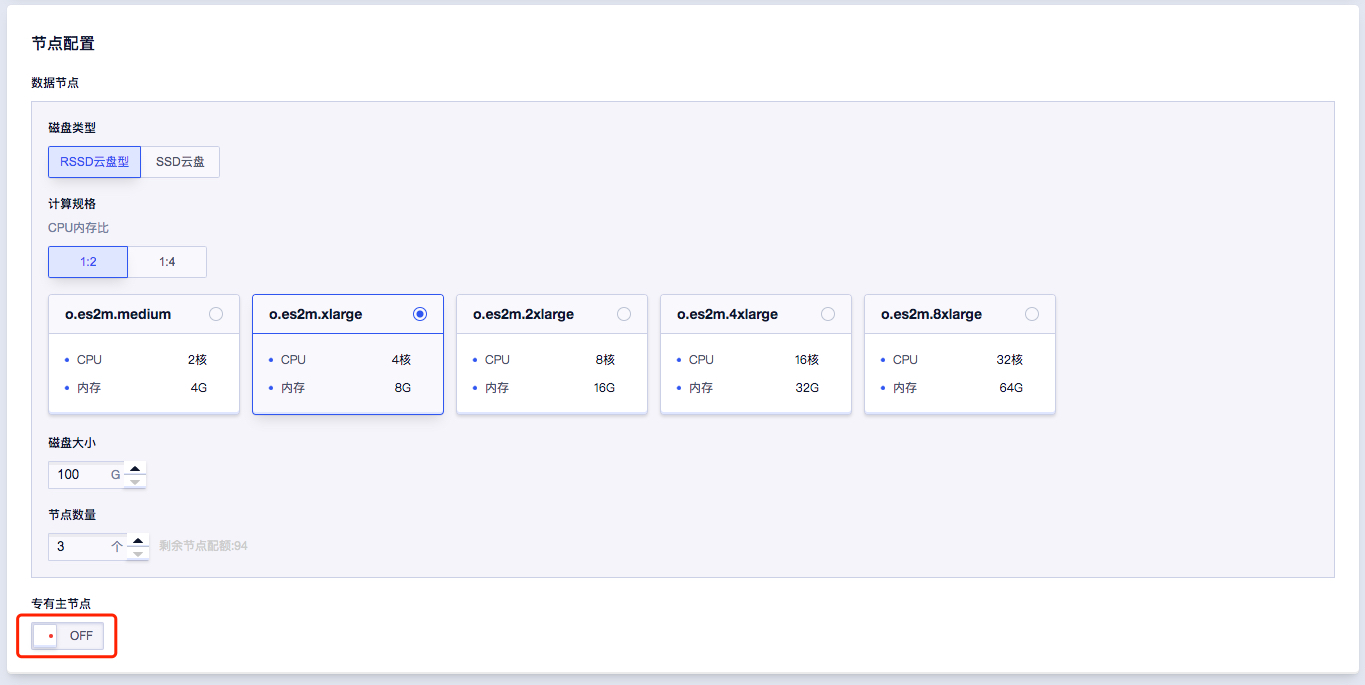 节点配置
数据节点
磁盘类型
RSSD云盘型 SSD云盘
计算规格
CPU内存比
1:2 1:4
o.es2m.medium o.es2m.xlarge o.es2m.2xlarge o.es2m.4xlarge o.es2m.8xlarge
CPU 2核 CPU 4核 CPU 8核 CPU 16核 CPU 32核
内存 4G 内存 8G 内存 16G 内存 32G 内存 64G
磁盘大小
100 G
节点数量
3 个 剩余节点配额:94
专有主节点
OFF